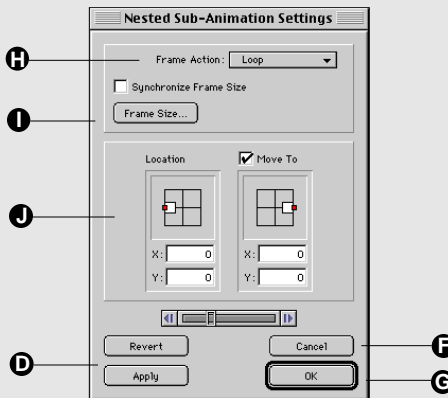 Nested Sub-Animation Settings
H
Frame Action: Loop
Synchronize Frame Size
I
Frame Size...
Location
Move To
J
X: 0
X: 0
Y: 0
Y: 0
Revert
Cancel
F
D
Apply
OK
G